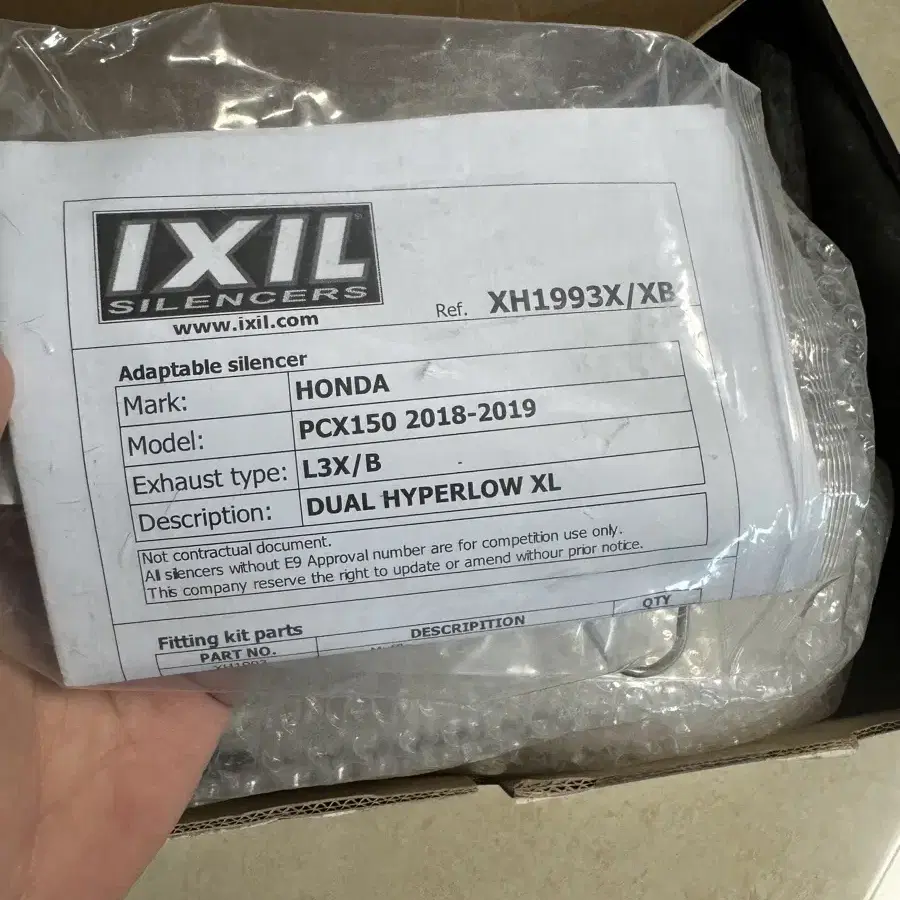 IXIL®
SILENCERS
www.ixil.com
Ref. XH1993X/XB
Adaptable silencer
Mark: HONDA
Model: PCX150 2018-2019
Exhaust type: L3X/B
Description: DUAL HYPERLOW XL
Not contractual document.
All silencers without E9 Approval number are for competition use only.
This company reserve the right to update or amend withour prior notice.
Fitting kit parts
PART NO. DESCRIPITION QTY
XH1993